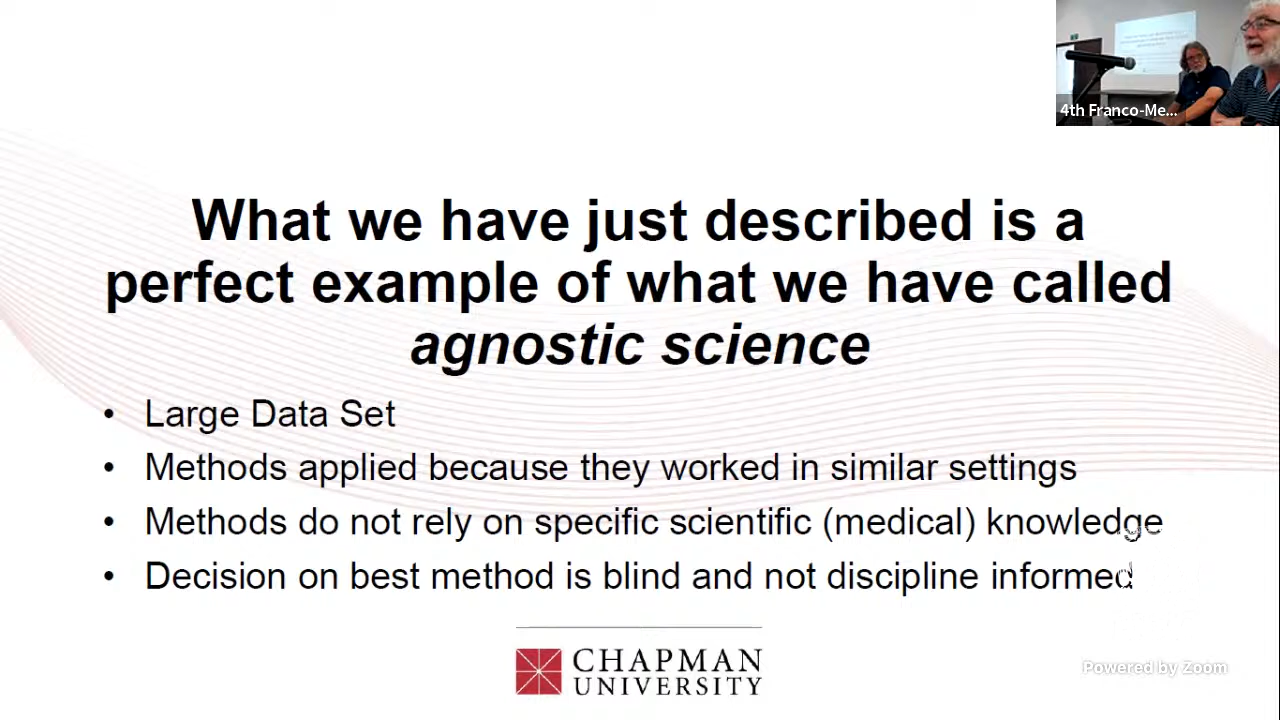 4th Franco-Me...
What we have just described is a
perfect example of what we have called
agnostic science
• Large Data Set
• Methods applied because they worked in similar settings
• Methods do not rely on specific scientific (medical) knowledge
• Decision on best method is blind and not discipline informed
CHAPMAN
UNIVERSITY
Powered by Zoom